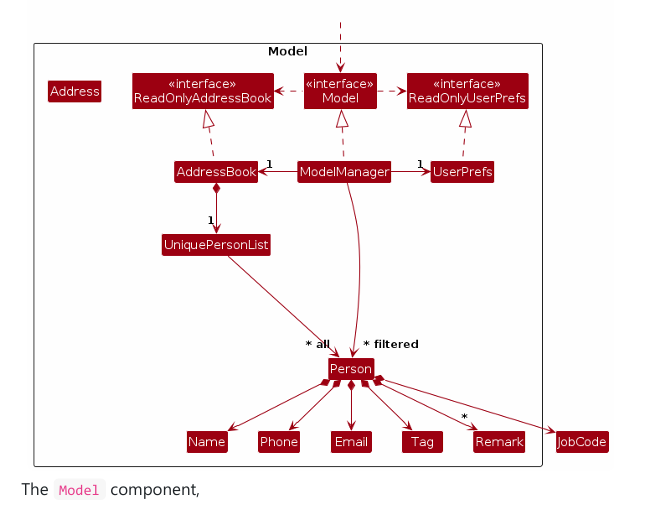 Model
Address
«interface»
ReadOnlyAddressBook
«interface»
Model
«interface»
ReadOnlyUserPrefs
AddressBook
1
ModelManager
1
UserPrefs
1
UniquePersonList
* all
* filtered
Person
*
Name
Phone
Email
Tag
Remark
JobCode
The Model component,